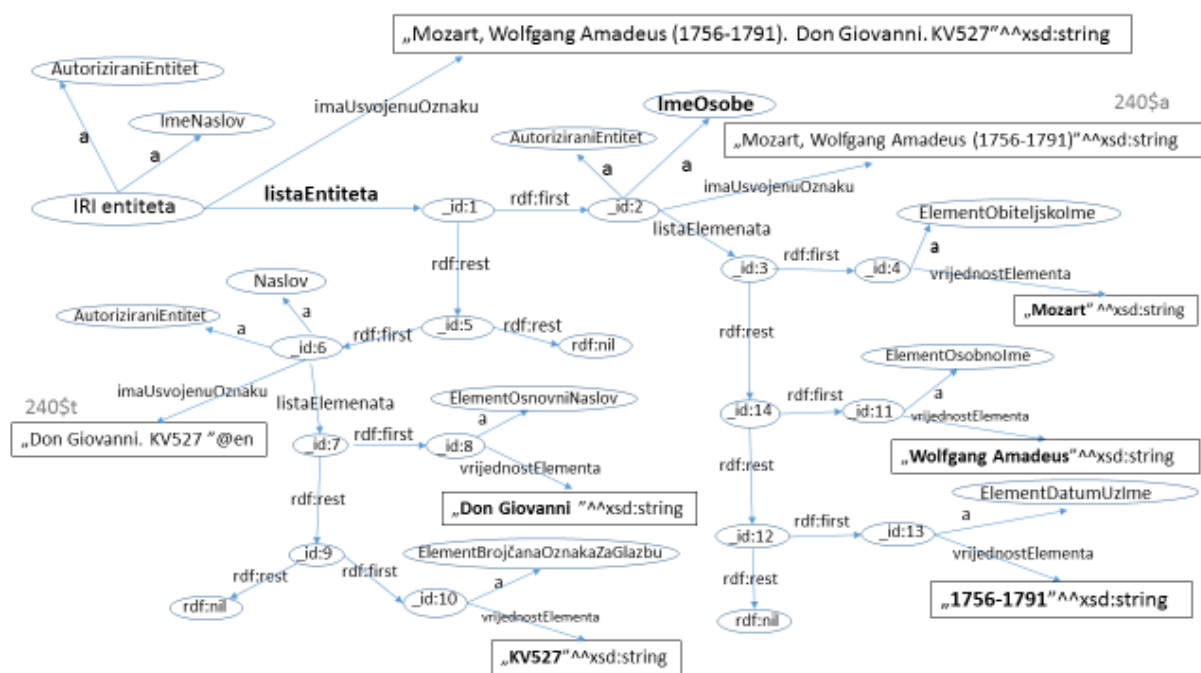 „Mozart, Wolfgang Amadeus (1756-1791). Don Giovanni. KV527”^^xsd:string
AutoriziraniEntitet
ImeNaslov
a
a
imaUsvojenuOznaku
ImeOsobe
240$a
AutoriziraniEntitet
„Mozart, Wolfgang Amadeus (1756-1791)”^^xsd:string
a
a
imaUsvojenuOznaku
IRI entiteta
listaEntiteta
_id:1
rdf:first
_id:2
listaElemenata
ElementObiteljskoIme
a
_id:3
rdf:first
_id:4
vrijednostElementa
„Mozart” ^^xsd:string
rdf:rest
Naslov
a
AutoriziraniEntitet
a
_id:6
rdf:first
_id:5
rdf:rest
rdf:nil
rdf:rest
ElementOsobnoIme
a
imaUsvojenuOznaku
240$t
„Don Giovanni. KV527 ”@en
listaElemenata
ElementOsnovniNaslov
a
_id:7
rdf:first
_id:8
vrijednostElementa
„Don Giovanni ”^^xsd:string
_id:14
rdf:first
_id:11
vrijednostElementa
„Wolfgang Amadeus”^^xsd:string
rdf:rest
rdf:rest
ElementDatumUzIme
a
_id:12
rdf:first
_id:13
vrijednostElementa
„1756-1791”^^xsd:string
rdf:rest
rdf:nil
_id:9
rdf:rest
rdf:nil
rdf:first
ElementBrojčanaOznakaZaGlazbu
a
_id:10
vrijednostElementa
„KV527”^^xsd:string